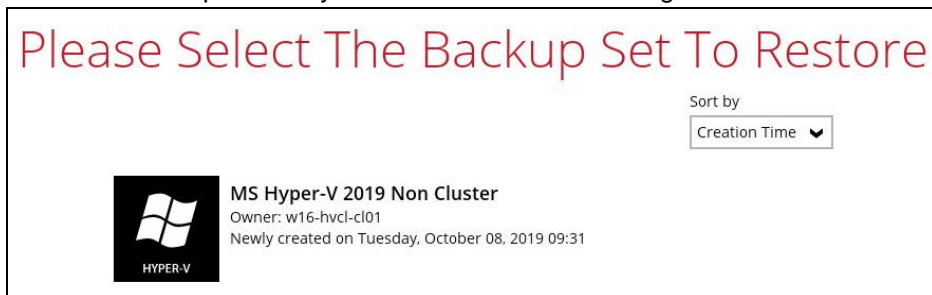 Please Select The Backup Set To Restore
Sort by
Creation Time
MS Hyper-V 2019 Non Cluster
Owner: w16-hvcl-cl01
Newly created on Tuesday, October 08, 2019 09:31
HYPER-V